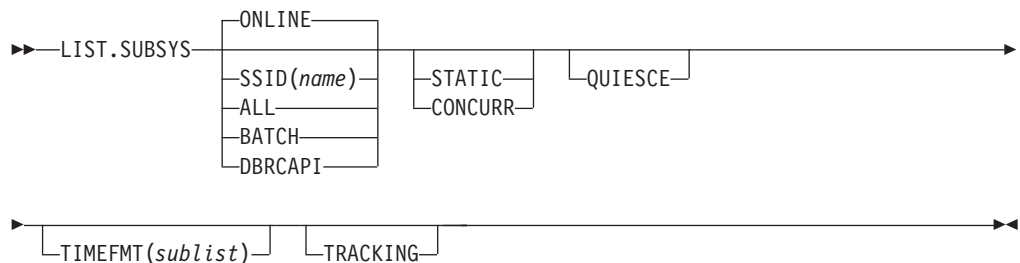 ONLINE
LIST.SUBSYS
SSID(name)
ALL
BATCH
DBRCAPI
STATIC
CONCURR
QUIESCE
TIMEFMT(sublist)
TRACKING